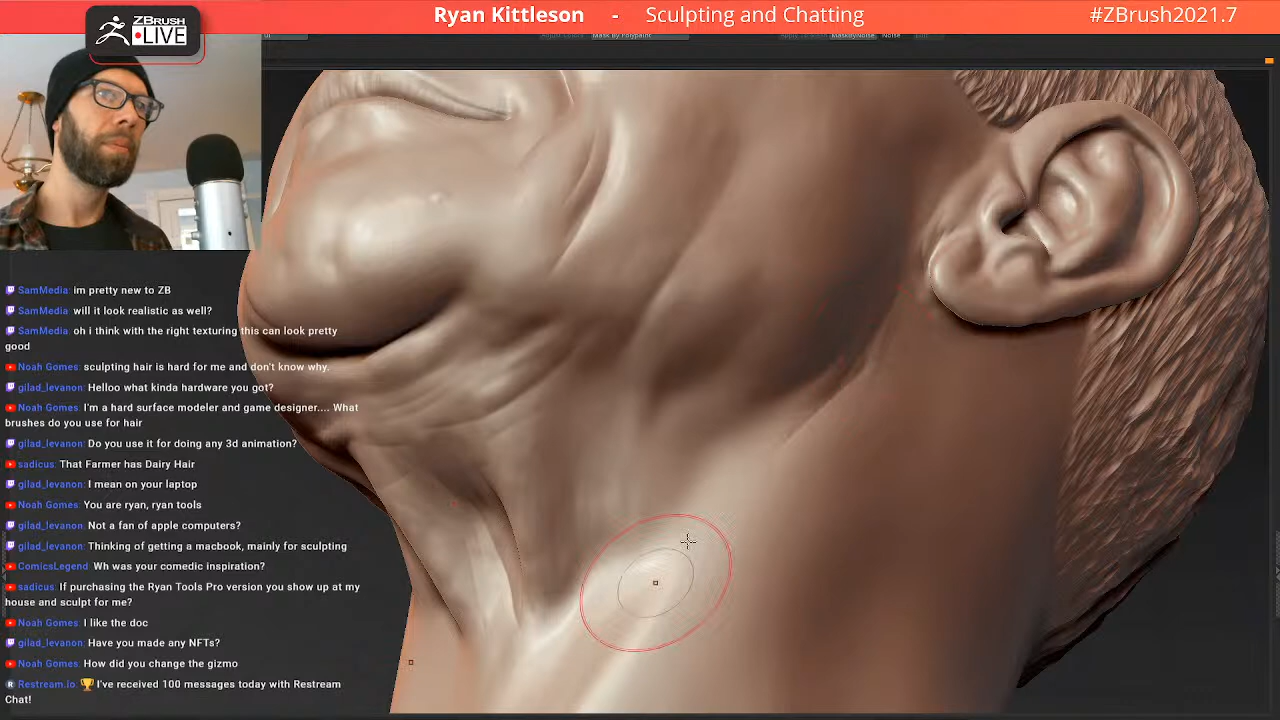 Ryan Kittleson - Sculpting and Chatting #ZBrush2021.7
ZBRUSH
LIVE
Mask By Polypaint
MaskByNoise Noise
SamMedia: im pretty new to ZB
SamMedia: will it look realistic as well?
SamMedia: oh i think with the right texturing this can look pretty
good
Noah Gomes: sculpting hair is hard for me and don't know why.
gilad_levanon: Helloo what kinda hardware you got?
Noah Gomes: I'm a hard surface modeler and game designer.... What
brushes do you use for hair
gilad_levanon: Do you use it for doing any 3d animation?
sadicus: That Farmer has Dairy Hair
gilad_levanon: I mean on your laptop
Noah Gomes: You are ryan, ryan tools
gilad_levanon: Not a fan of apple computers?
gilad_levanon: Thinking of getting a macbook, mainly for sculpting
ComicsLegend: Wh was your comedic inspiration?
sadicus: If purchasing the Ryan Tools Pro version you show up at my
house and sculpt for me?
Noah Gomes: I like the doc
gilad_levanon: Have you made any NFTs?
Noah Gomes: How did you change the gizmo
R Restream.io: 🏆 I've received 100 messages today with Restream
Chat!